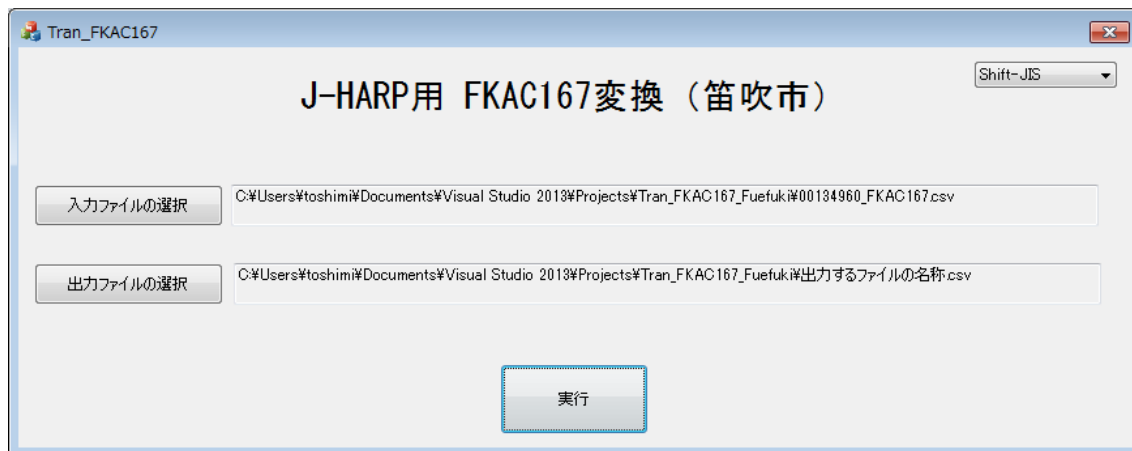 Tran_FKAC167
Shift-JIS
J-HARP用 FKAC167変換（笛吹市）
入力ファイルの選択
C:¥Users¥toshimi¥Documents¥Visual Studio 2013¥Projects¥Tran_FKAC167_Fuefuki¥00134960_FKAC167.csv
出力ファイルの選択
C:¥Users¥toshimi¥Documents¥Visual Studio 2013¥Projects¥Tran_FKAC167_Fuefuki¥出力するファイルの名称.csv
実行